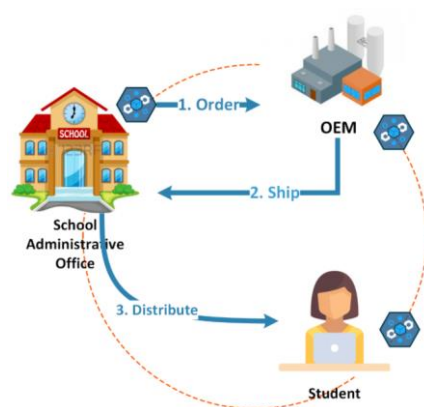 1. Order
SCHOOL
OEM
2. Ship
School
Administrative
Office
3. Distribute
Student